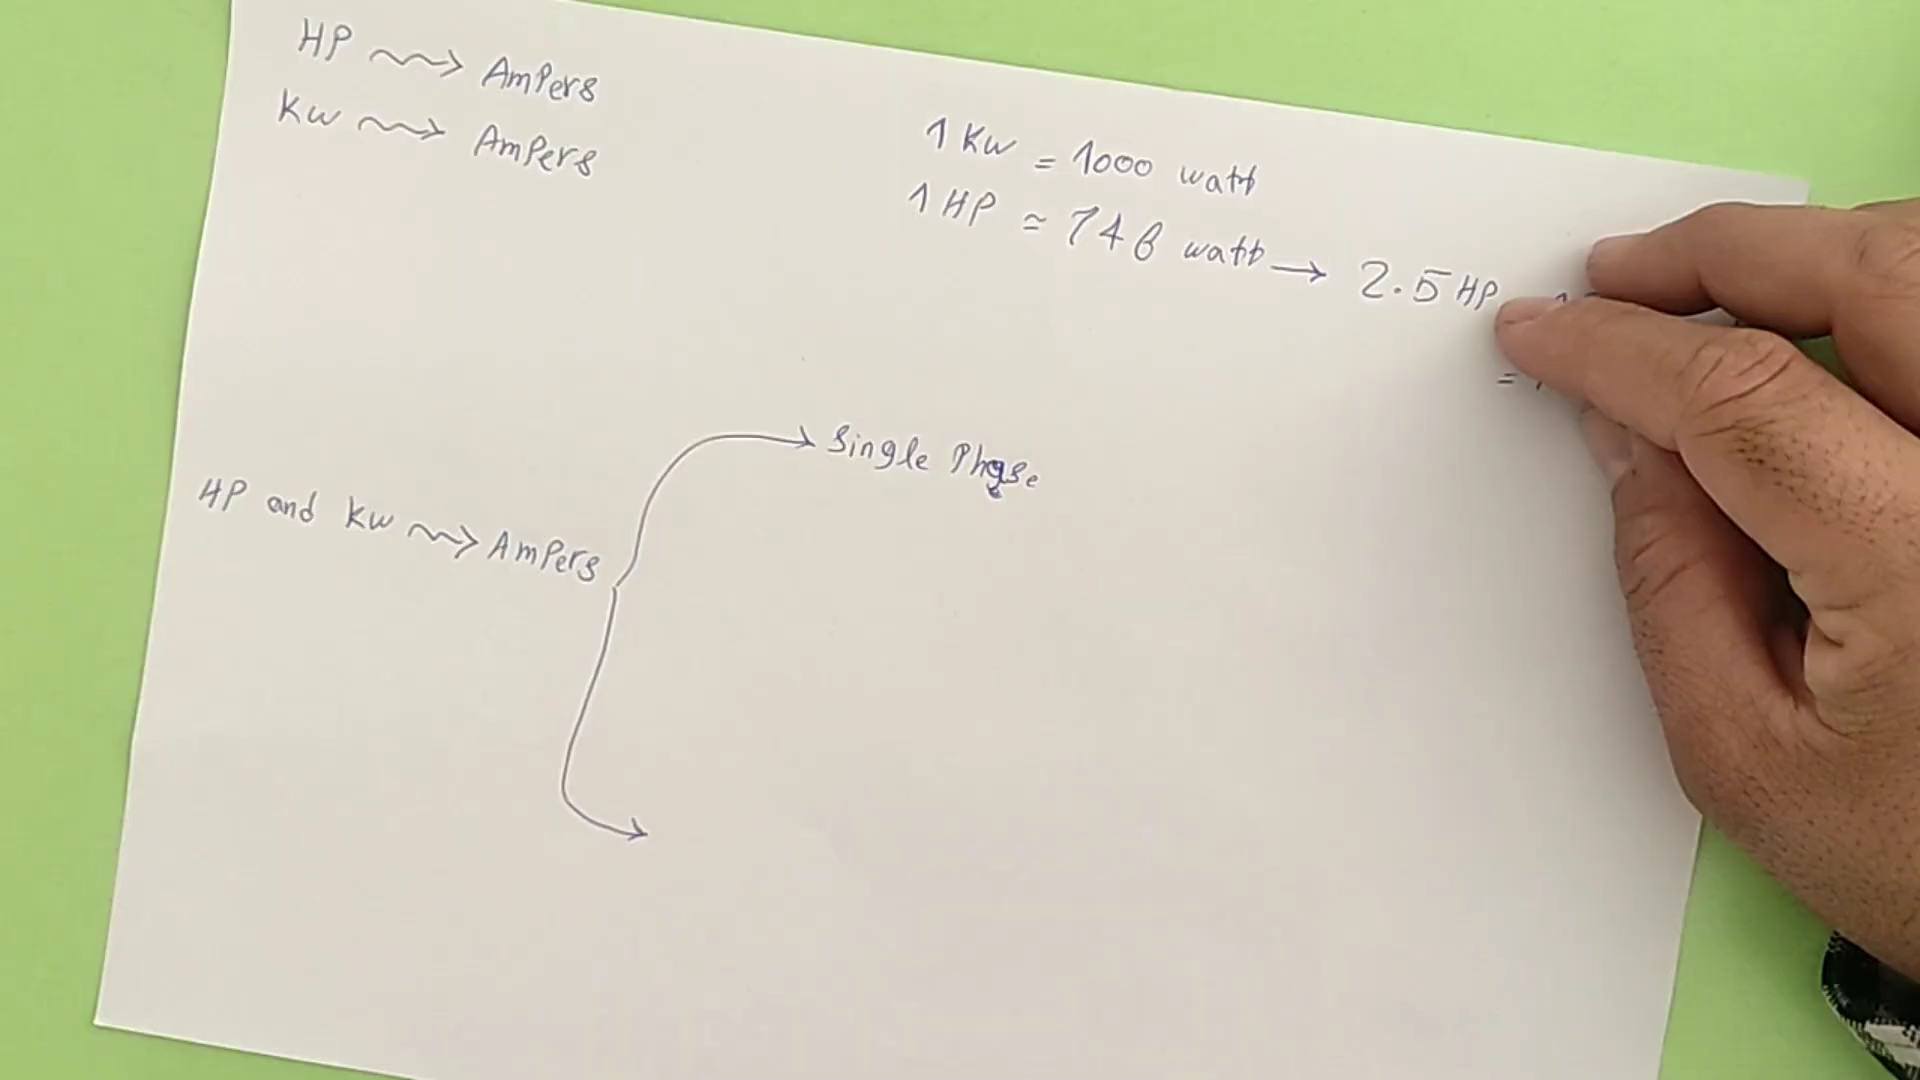 HP → Ampers
Kw → Ampers
1 Kw = 1000 watt
1 HP ≃ 746 watt → 2.5 HP
=
HP and Kw → Ampers
Single Phase